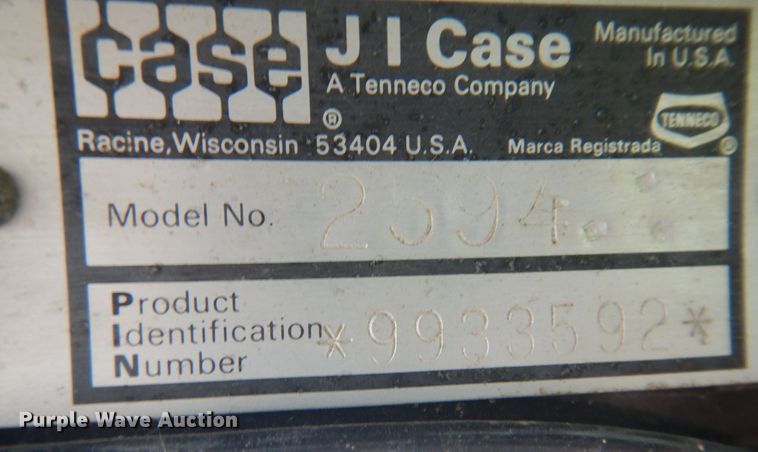 case
J I Case
A Tenneco Company
Manufactured
In U.S.A.
TENNECO
®
®
Racine, Wisconsin 53404 U.S.A. Marca Registrada
Model No. 2594
Product
Identification
Number
*9933592*
Purple Wave Auction